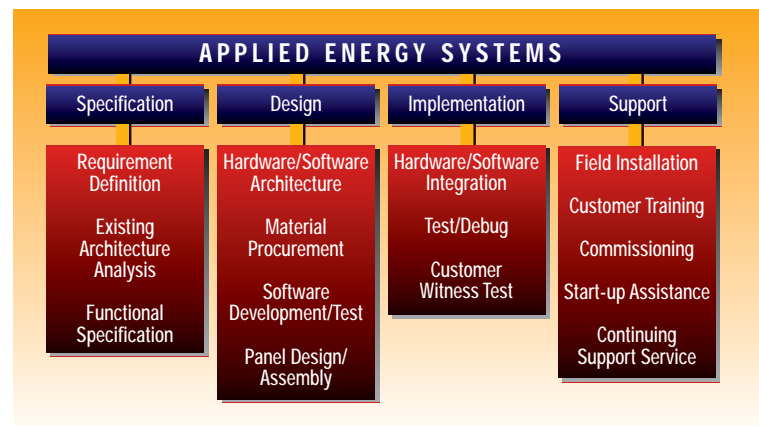 APPLIED ENERGY SYSTEMS
Specification
Design
Implementation
Support
Requirement
Definition
Existing
Architecture
Analysis
Functional
Specification
Hardware/Software
Architecture
Material
Procurement
Software
Development/Test
Panel Design/
Assembly
Hardware/Software
Integration
Test/Debug
Customer
Witness Test
Field Installation
Customer Training
Commissioning
Start-up Assistance
Continuing
Support Service